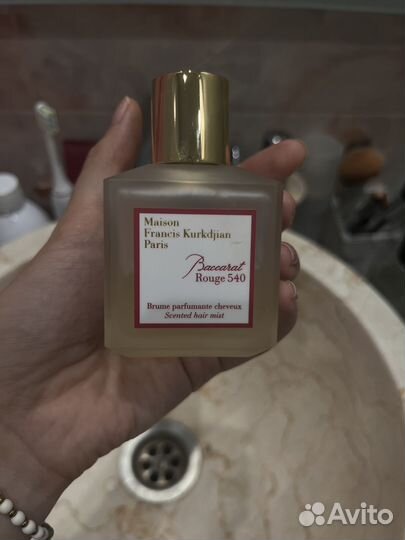 Maison
Francis Kurkdjian
Paris
Baccarat
Rouge 540
Brume parfumante cheveux
Scented hair mist
Avito